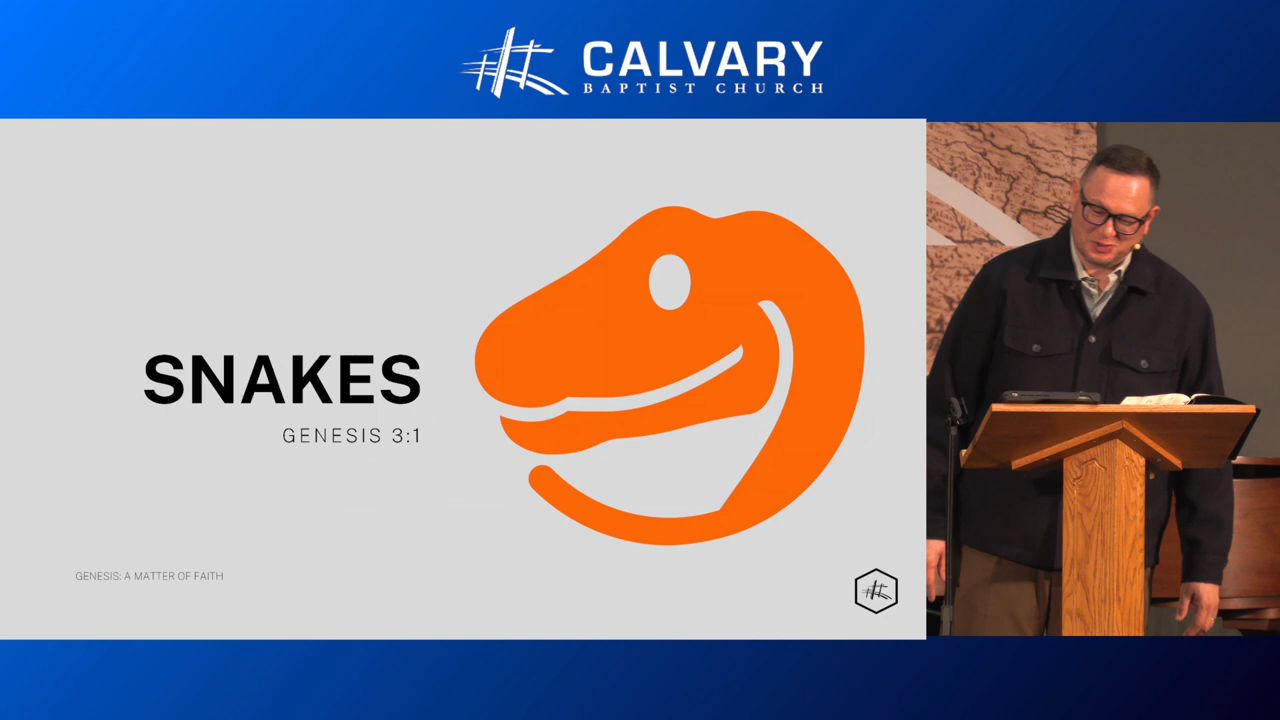 CALVARY
BAPTIST CHURCH
SNAKES
GENESIS 3:1
GENESIS: A MATTER OF FAITH